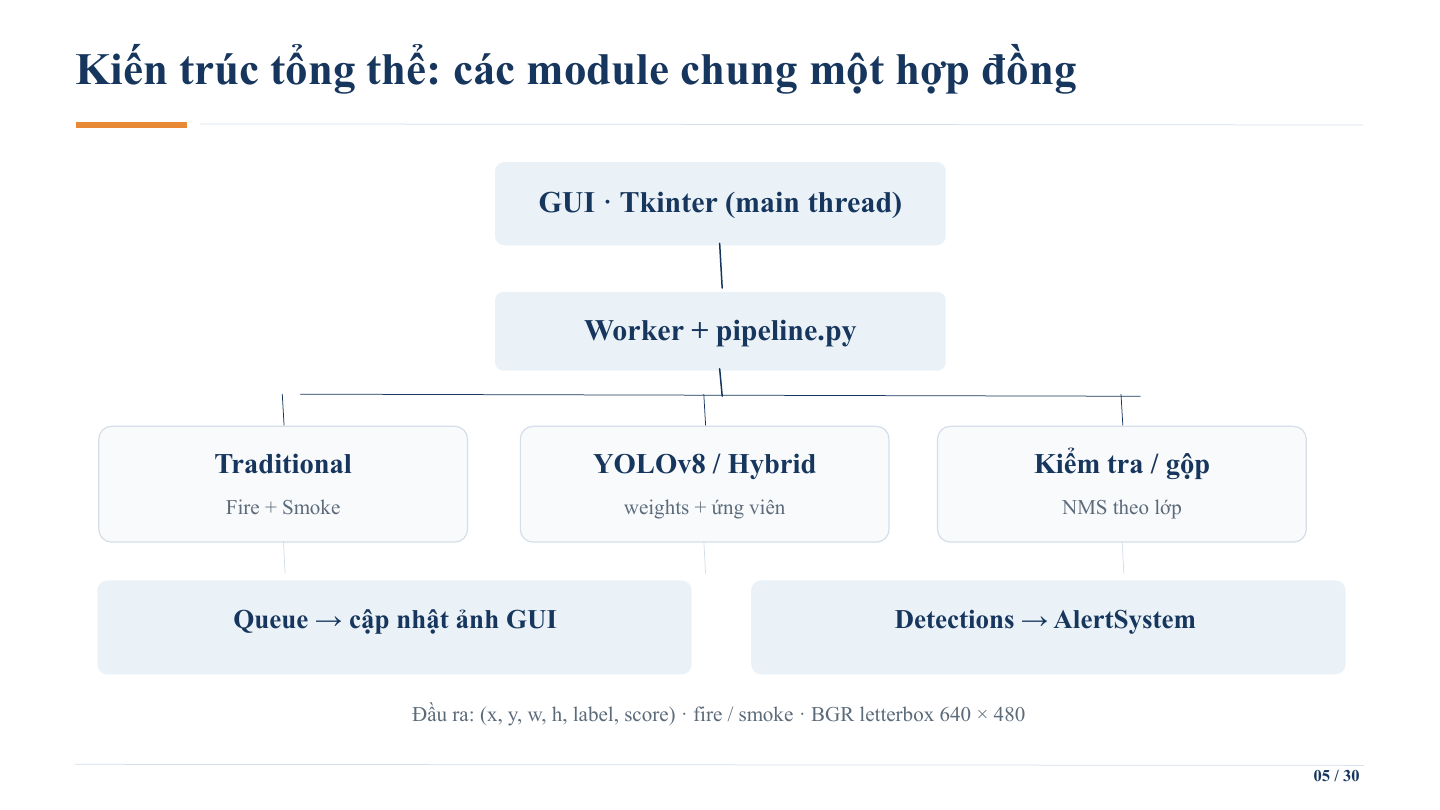 Kiến trúc tổng thể: các module chung một hợp đồng
GUI · Tkinter (main thread)
Worker + pipeline.py
Traditional
Fire + Smoke
YOLOv8 / Hybrid
weights + ứng viên
Kiểm tra / gộp
NMS theo lớp
Queue → cập nhật ảnh GUI
Detections → AlertSystem
Đầu ra: (x, y, w, h, label, score) · fire / smoke · BGR letterbox 640 × 480
05 / 30